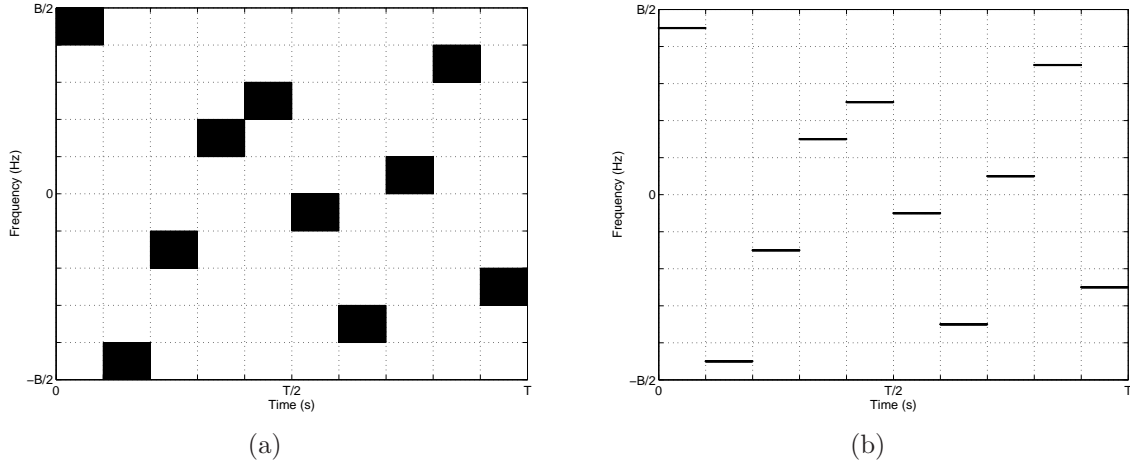 B/2
Frequency (Hz)
0
−B/2
0
T/2
T
Time (s)
(a)
B/2
Frequency (Hz)
0
−B/2
0
T/2
T
Time (s)
(b)